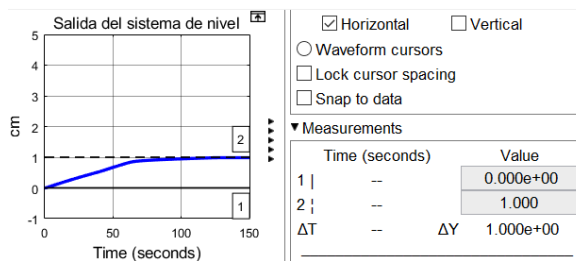 Salida del sistema de nivel
5
4
3
2
1
0
-1
cm
2
1
0 50 100 150
Time (seconds)
Horizontal Vertical
Waveform cursors
Lock cursor spacing
Snap to data
Measurements
Time (seconds) Value
1 | -- 0.000e+00
2 ¦ -- 1.000
ΔT -- ΔY 1.000e+00